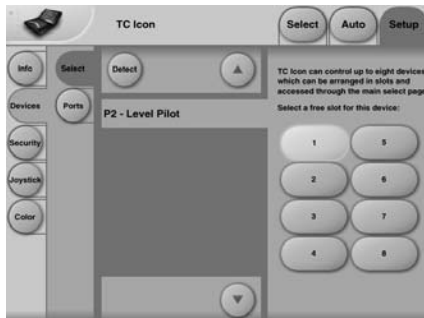 TC Icon
Select
Auto
Setup
Info
Devices
Security
Joystick
Color
Select
Ports
Detect
P2 - Level Pilot
TC Icon can control up to eight devices
which can be arranged in slots and
accessed through the main select page
Select a free slot for this device:
1
5
2
6
3
7
4
8